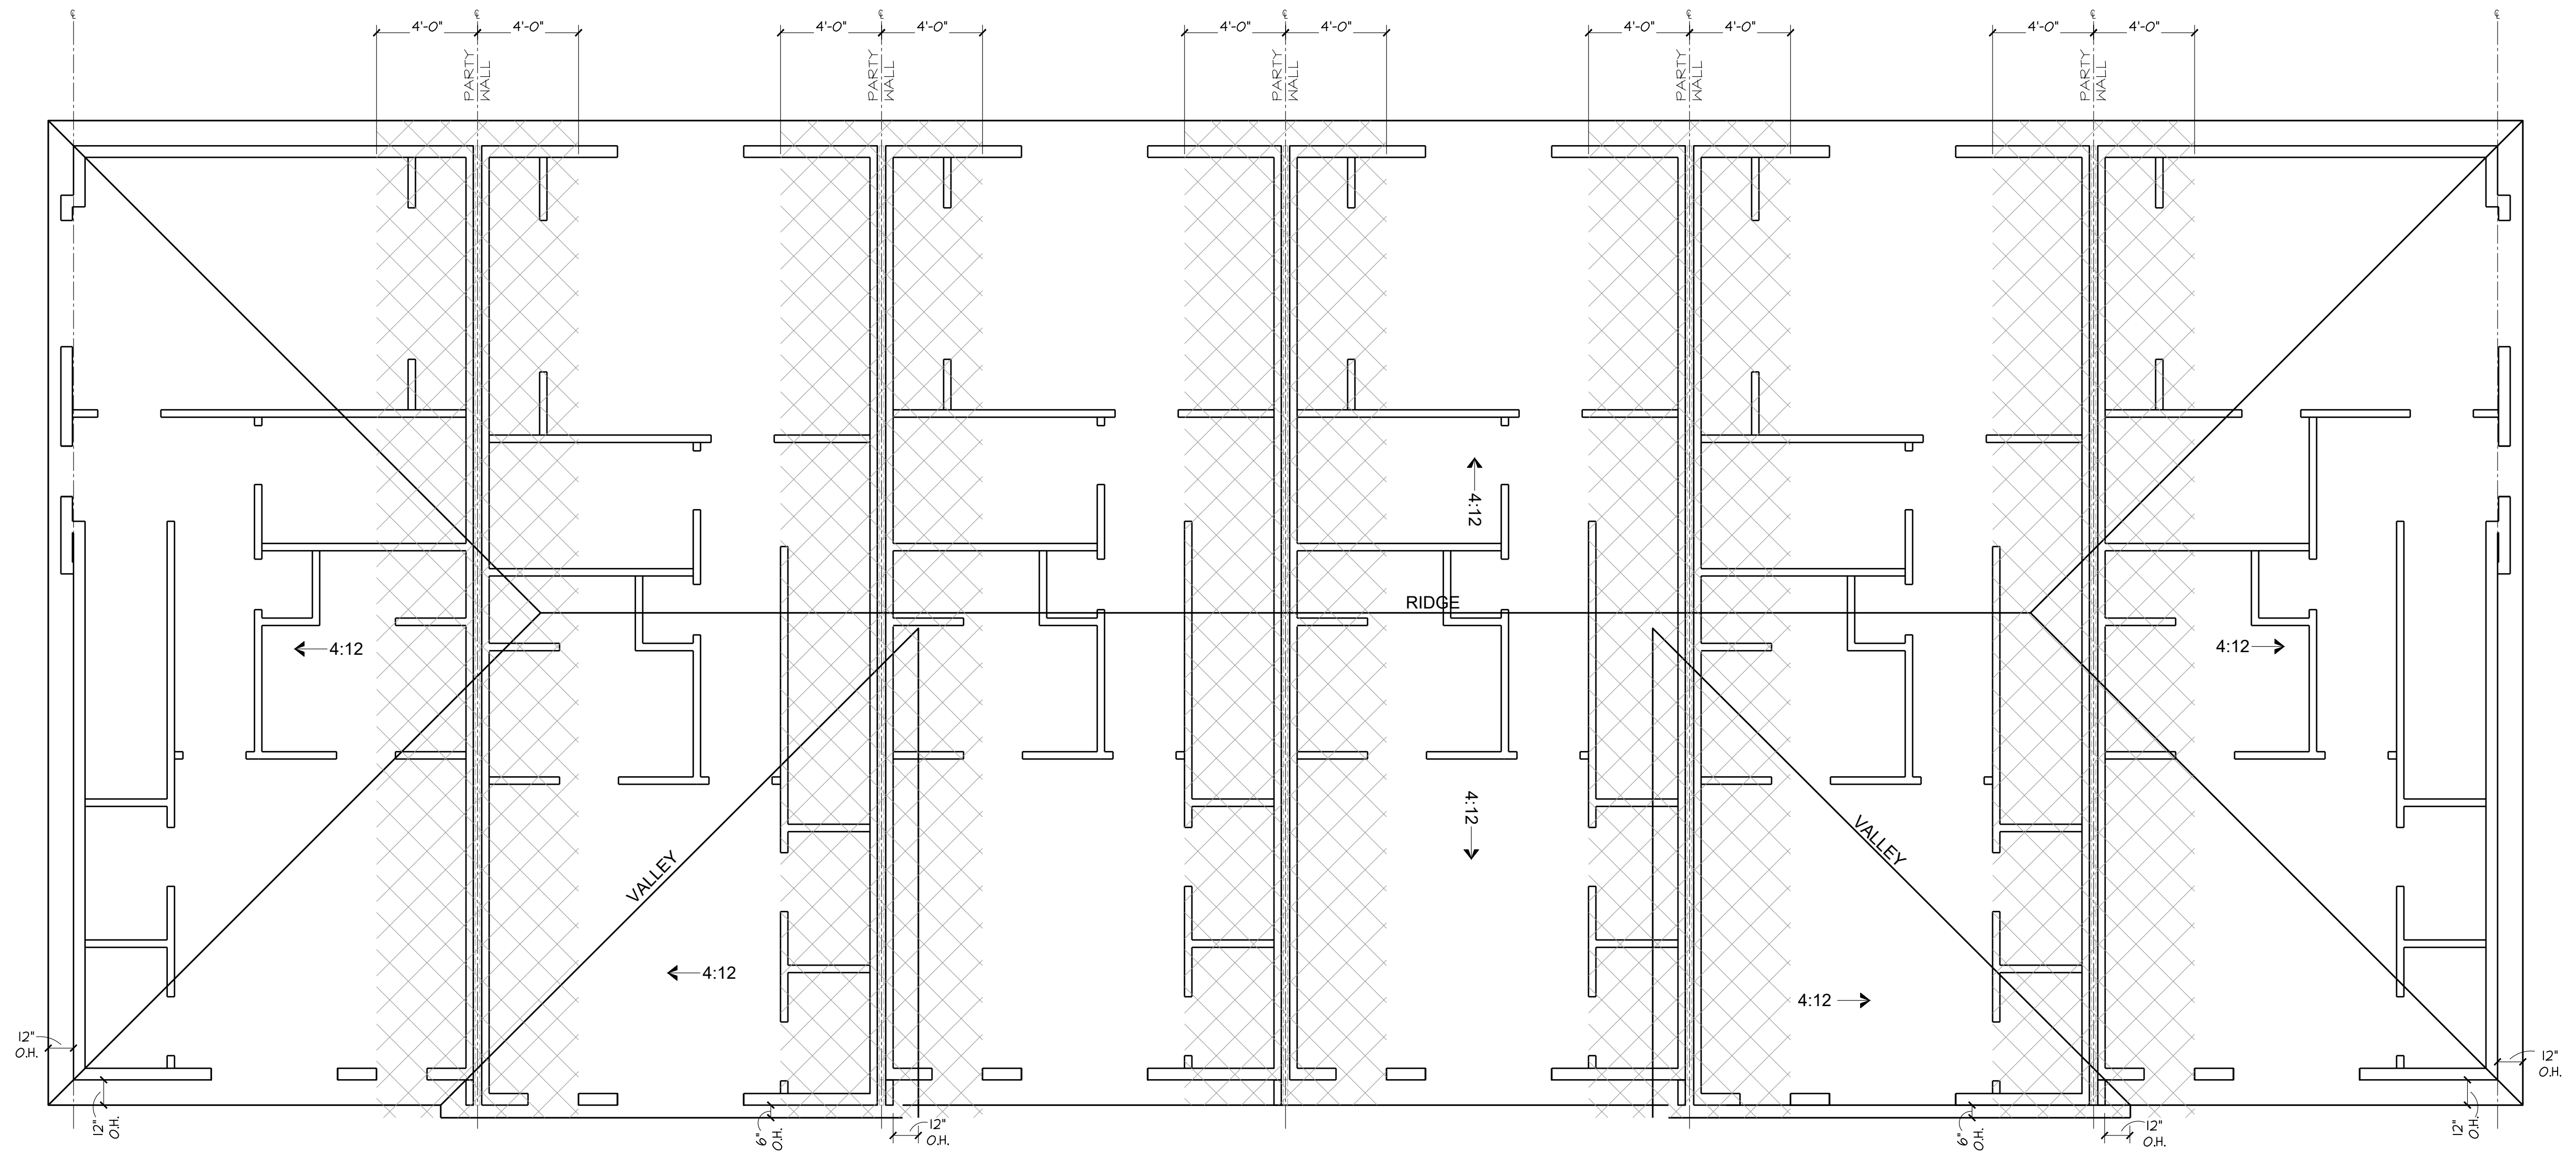 ℄ ℄ ℄ ℄ ℄ ℄ ℄
4'-0" 4'-0" 4'-0" 4'-0" 4'-0" 4'-0" 4'-0" 4'-0" 4'-0" 4'-0"
PARTY
WALL
PARTY
WALL
PARTY
WALL
PARTY
WALL
PARTY
WALL
4:12
RIDGE
4:12
4:12
4:12
VALLEY
VALLEY
4:12
4:12
12"
O.H.
12"
O.H.
6"
O.H.
12"
O.H.
6"
O.H.
12"
O.H.
12"
O.H.
12"
O.H.